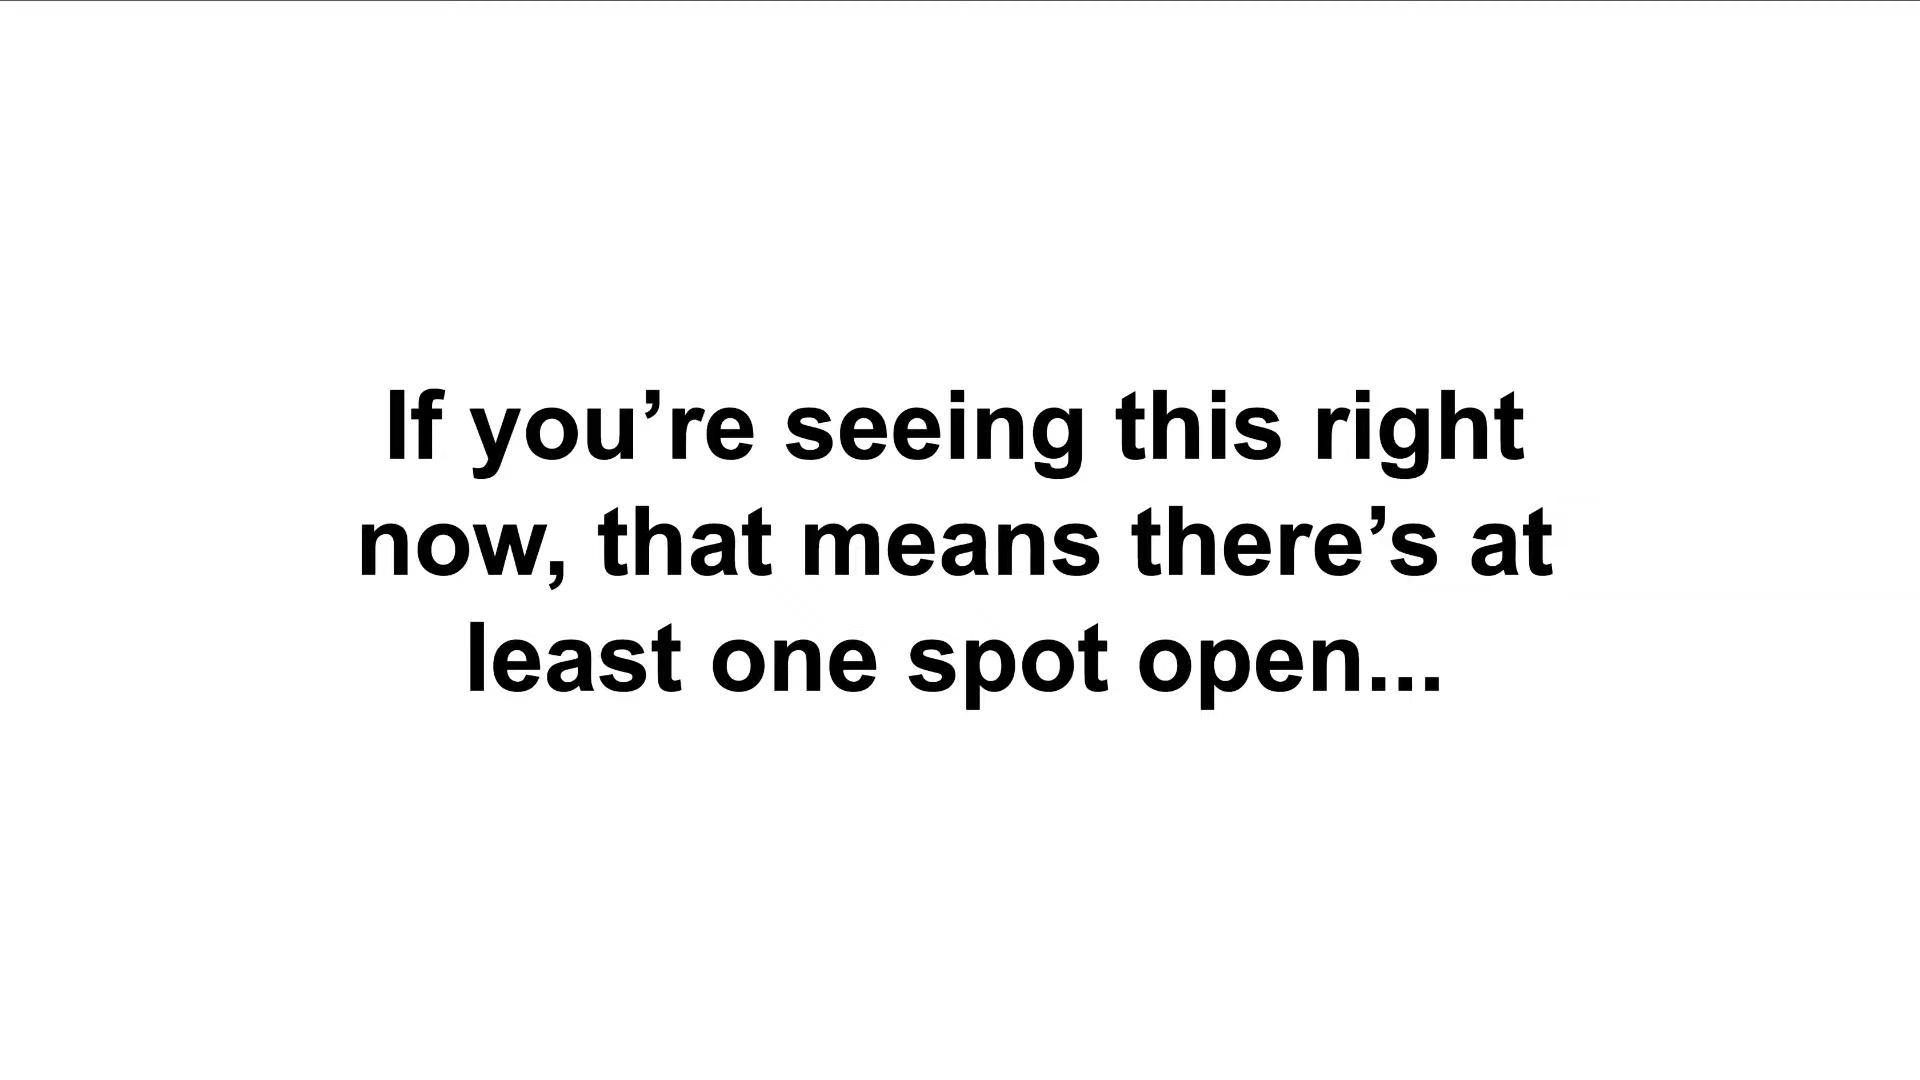 If you’re seeing this right
now, that means there’s at
least one spot open...